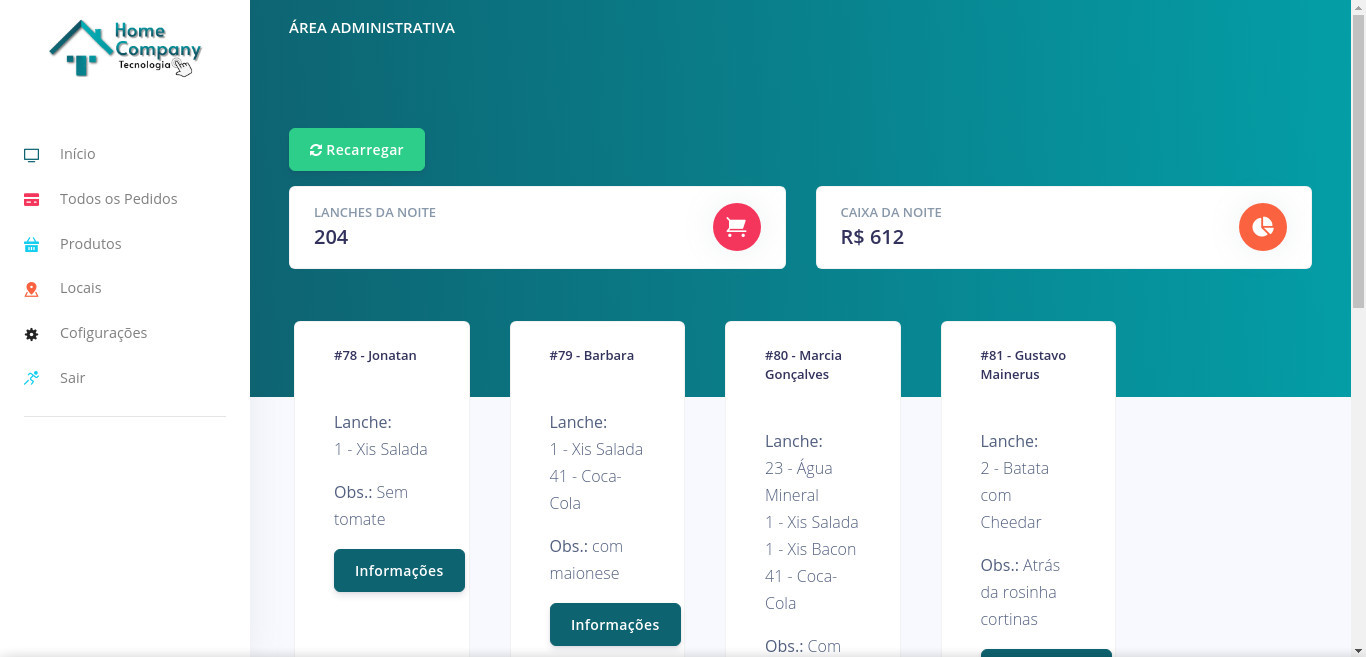 Home
Company
Tecnologia
Início
Todos os Pedidos
Produtos
Locais
Cofigurações
Sair
ÁREA ADMINISTRATIVA
Recarregar
LANCHES DA NOITE
204
CAIXA DA NOITE
R$ 612
#78 - Jonatan
Lanche:
1 - Xis Salada
Obs.: Sem
tomate
Informações
#79 - Barbara
Lanche:
1 - Xis Salada
41 - Coca-
Cola
Obs.: com
maionese
Informações
#80 - Marcia
Gonçalves
Lanche:
23 - Água
Mineral
1 - Xis Salada
1 - Xis Bacon
41 - Coca-
Cola
Obs.: Com
#81 - Gustavo
Mainerus
Lanche:
2 - Batata
com
Cheedar
Obs.: Atrás
da rosinha
cortinas